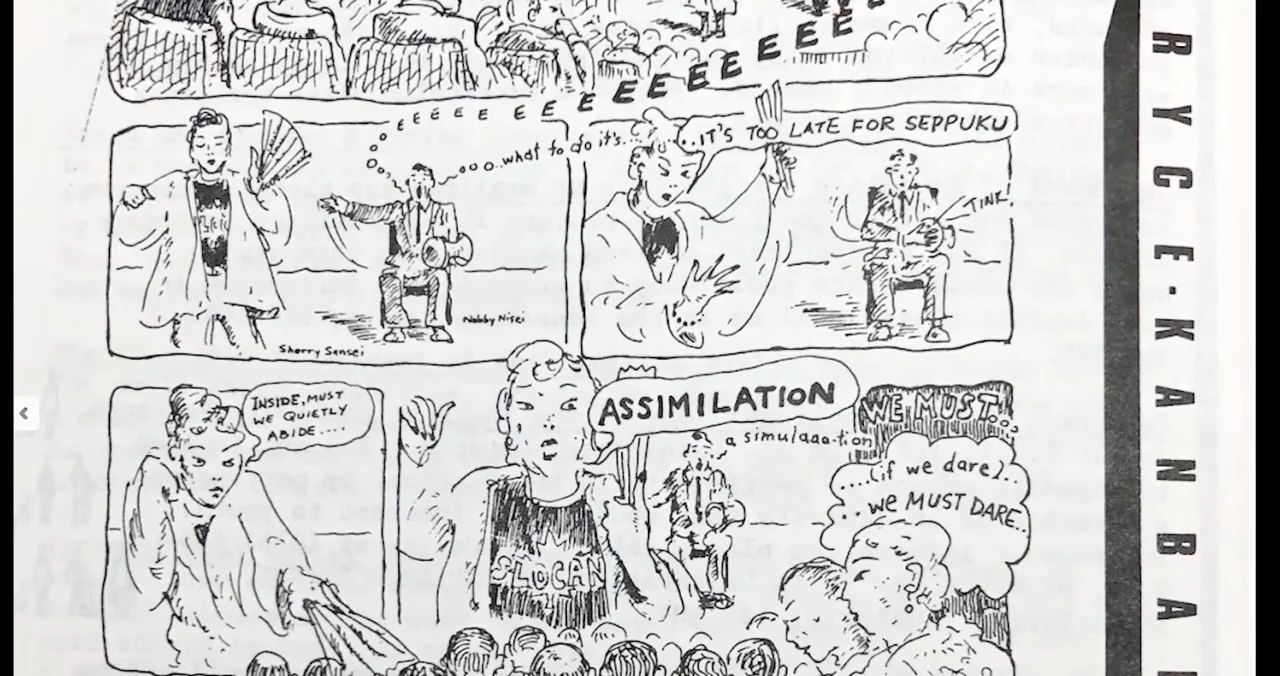 E E E E E E E E E E E E E E E
...what to do it's...
...IT'S TOO LATE FOR SEPPUKU
TINK
Nobby Nisei
Sherry Sensei
INSIDE, MUST
WE QUIETLY
ABIDE....
ASSIMILATION
a simulaaa-tion
WE MUST...
...(if we dare)...
WE MUST DARE...
SLOCAN
RYCE-KANBA